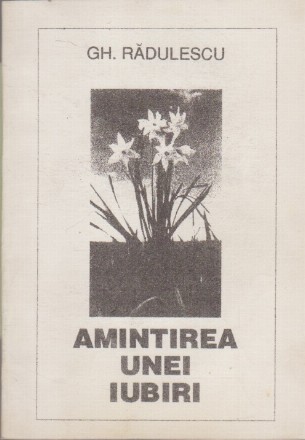 GH. RĂDULESCU
AMINTIREA
UNEI
IUBIRI